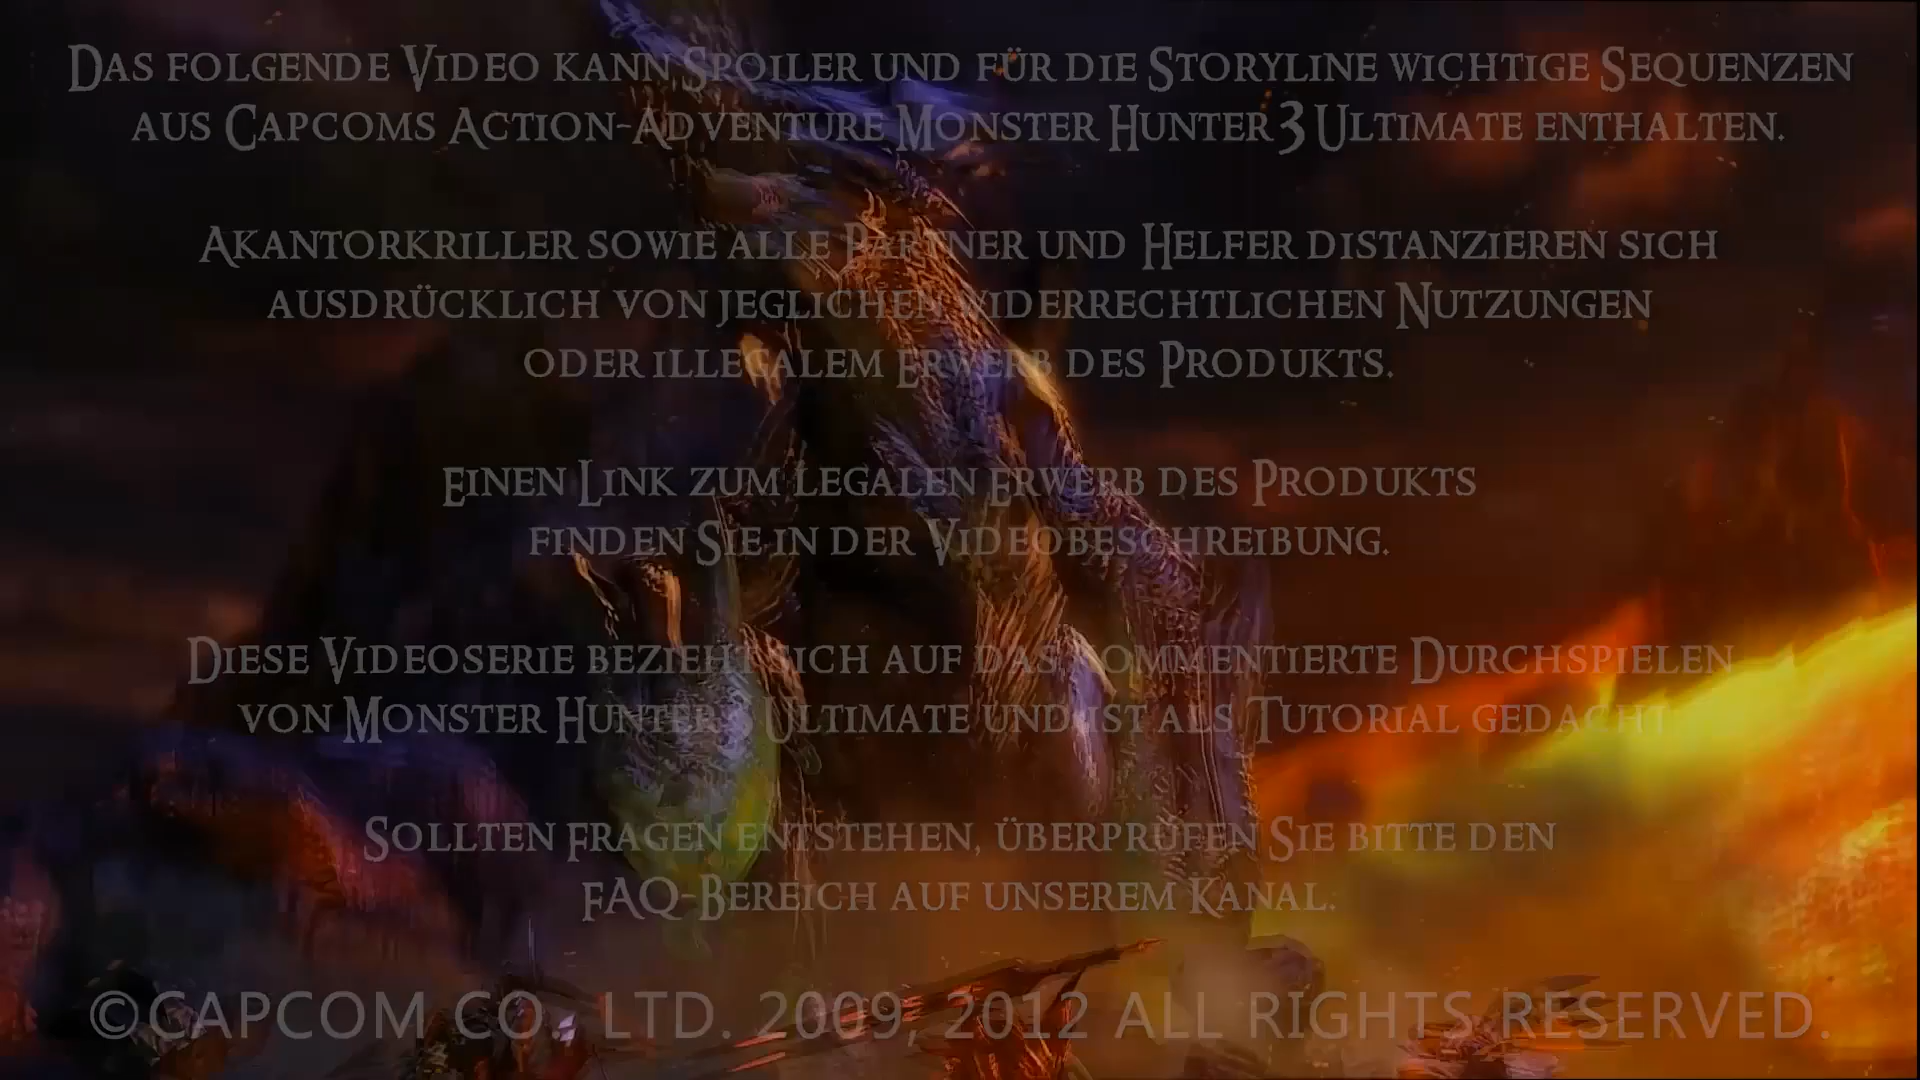 Das folgende Video kann Spoiler und für die Storyline wichtige Sequenzen
aus Capcoms Action-Adventure Monster Hunter 3 Ultimate enthalten.
Akantorkriller sowie alle Partner und Helfer distanzieren sich
ausdrücklich von jeglichen widerrechtlichen Nutzungen
oder illegalem Erwerb des Produkts.
Einen Link zum legalen Erwerb des Produkts
finden Sie in der Videobeschreibung.
Diese Videoserie bezieht sich auf das kommentierte Durchspielen
von Monster Hunter 3 Ultimate und ist als Tutorial gedacht.
Sollten Fragen entstehen, überprüfen Sie bitte den
FAQ-Bereich auf unserem Kanal.
©CAPCOM CO., LTD. 2009, 2012 ALL RIGHTS RESERVED.